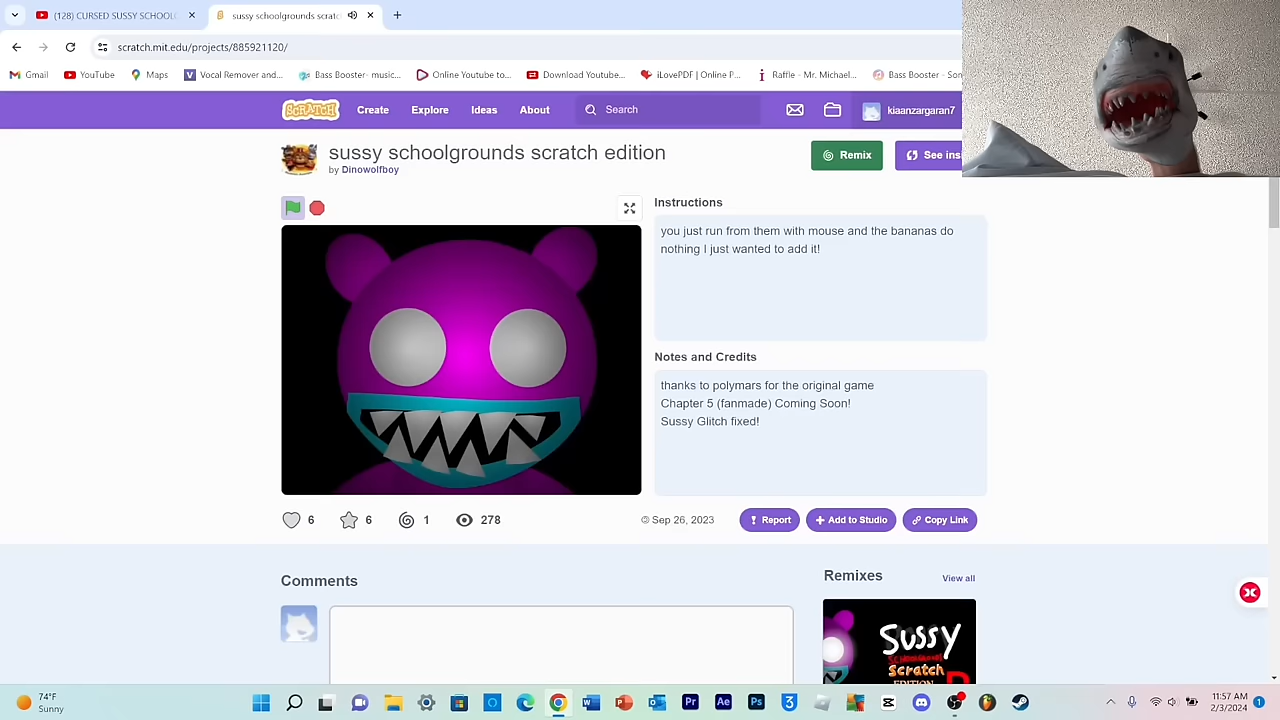 (128) CURSED SUSSY SCHOOL
sussy schoolgrounds scratc
scratch.mit.edu/projects/885921120/
Gmail
YouTube
Maps
Vocal Remover and...
Bass Booster- music...
Online Youtube to...
Download Youtube...
iLovePDF | Online P...
Raffle - Mr. Michael...
Bass Booster - Son
SCRATCH
Create
Explore
Ideas
About
Search
kiaanzargaran7
sussy schoolgrounds scratch edition
by Dinowolfboy
Remix
See ins
Instructions
you just run from them with mouse and the bananas do
nothing I just wanted to add it!
Notes and Credits
thanks to polymars for the original game
Chapter 5 (fanmade) Coming Soon!
Sussy Glitch fixed!
6
6
1
278
© Sep 26, 2023
Report
Add to Studio
Copy Link
Comments
Remixes
View all
SUSSY
Scratch
EDITION
74°F
Sunny
11:57 AM
2/3/2024
1